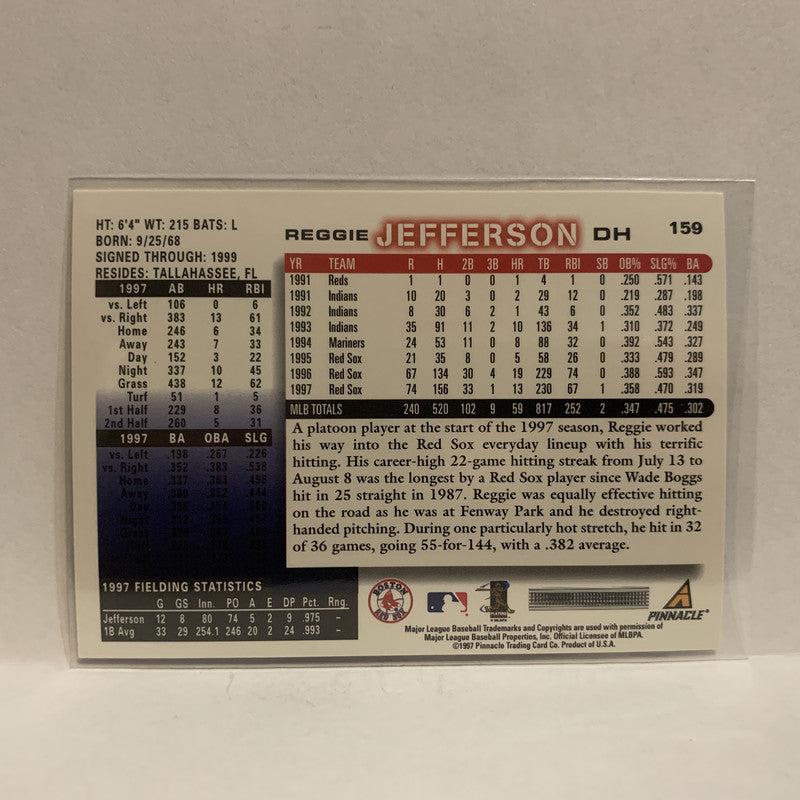 HT: 6'4" WT: 215 BATS: L
BORN: 9/25/68
SIGNED THROUGH: 1999
RESIDES: TALLAHASSEE, FL
1997 AB HR RBI
vs. Left 106 0 6
vs. Right 383 13 61
Home 246 6 34
Away 243 7 33
Day 152 3 22
Night 337 10 45
Grass 438 12 62
Turf 51 1 5
1st Half 229 8 36
2nd Half 260 5 31
1997 BA OBA SLG
vs. Left .198 .267 .226
vs. Right .352 .383 .538
Home .337 .363 .496
Away .300 .352 .444
Day
Night
Grass
1997 FIELDING STATISTICS
G GS Inn. PO A E DP Pct. Rng.
Jefferson 12 8 80 74 5 2 9 .975 –
1B Avg 33 29 254.1 246 20 2 24 .993 –
REGGIE JEFFERSON DH 159
YR TEAM R H 2B 3B HR TB RBI SB OB% SLG% BA
1991 Reds 1 1 0 0 1 4 1 0 .250 .571 .143
1991 Indians 10 20 3 0 2 29 12 0 .219 .287 .198
1992 Indians 8 30 6 2 1 43 6 0 .352 .483 .337
1993 Indians 35 91 11 2 10 136 34 1 .310 .372 .249
1994 Mariners 24 53 11 0 8 88 32 0 .392 .543 .327
1995 Red Sox 21 35 8 0 5 58 26 0 .333 .479 .289
1996 Red Sox 67 134 30 4 19 229 74 0 .388 .593 .347
1997 Red Sox 74 156 33 1 13 230 67 1 .358 .470 .319
MLB TOTALS 240 520 102 9 59 817 252 2 .347 .475 .302
A platoon player at the start of the 1997 season, Reggie worked
his way into the Red Sox everyday lineup with his terrific
hitting. His career-high 22-game hitting streak from July 13 to
August 8 was the longest by a Red Sox player since Wade Boggs
hit in 25 straight in 1987. Reggie was equally effective hitting
on the road as he was at Fenway Park and he destroyed right-
handed pitching. During one particularly hot stretch, he hit in 32
of 36 games, going 55-for-144, with a .382 average.
BOSTON
RED SOX
PLAYERS
PINNACLE
Major League Baseball Trademarks and Copyrights are used with permission of
Major League Baseball Properties, Inc. Official Licensee of MLBPA.
©1997 Pinnacle Trading Card Co. Product of U.S.A.